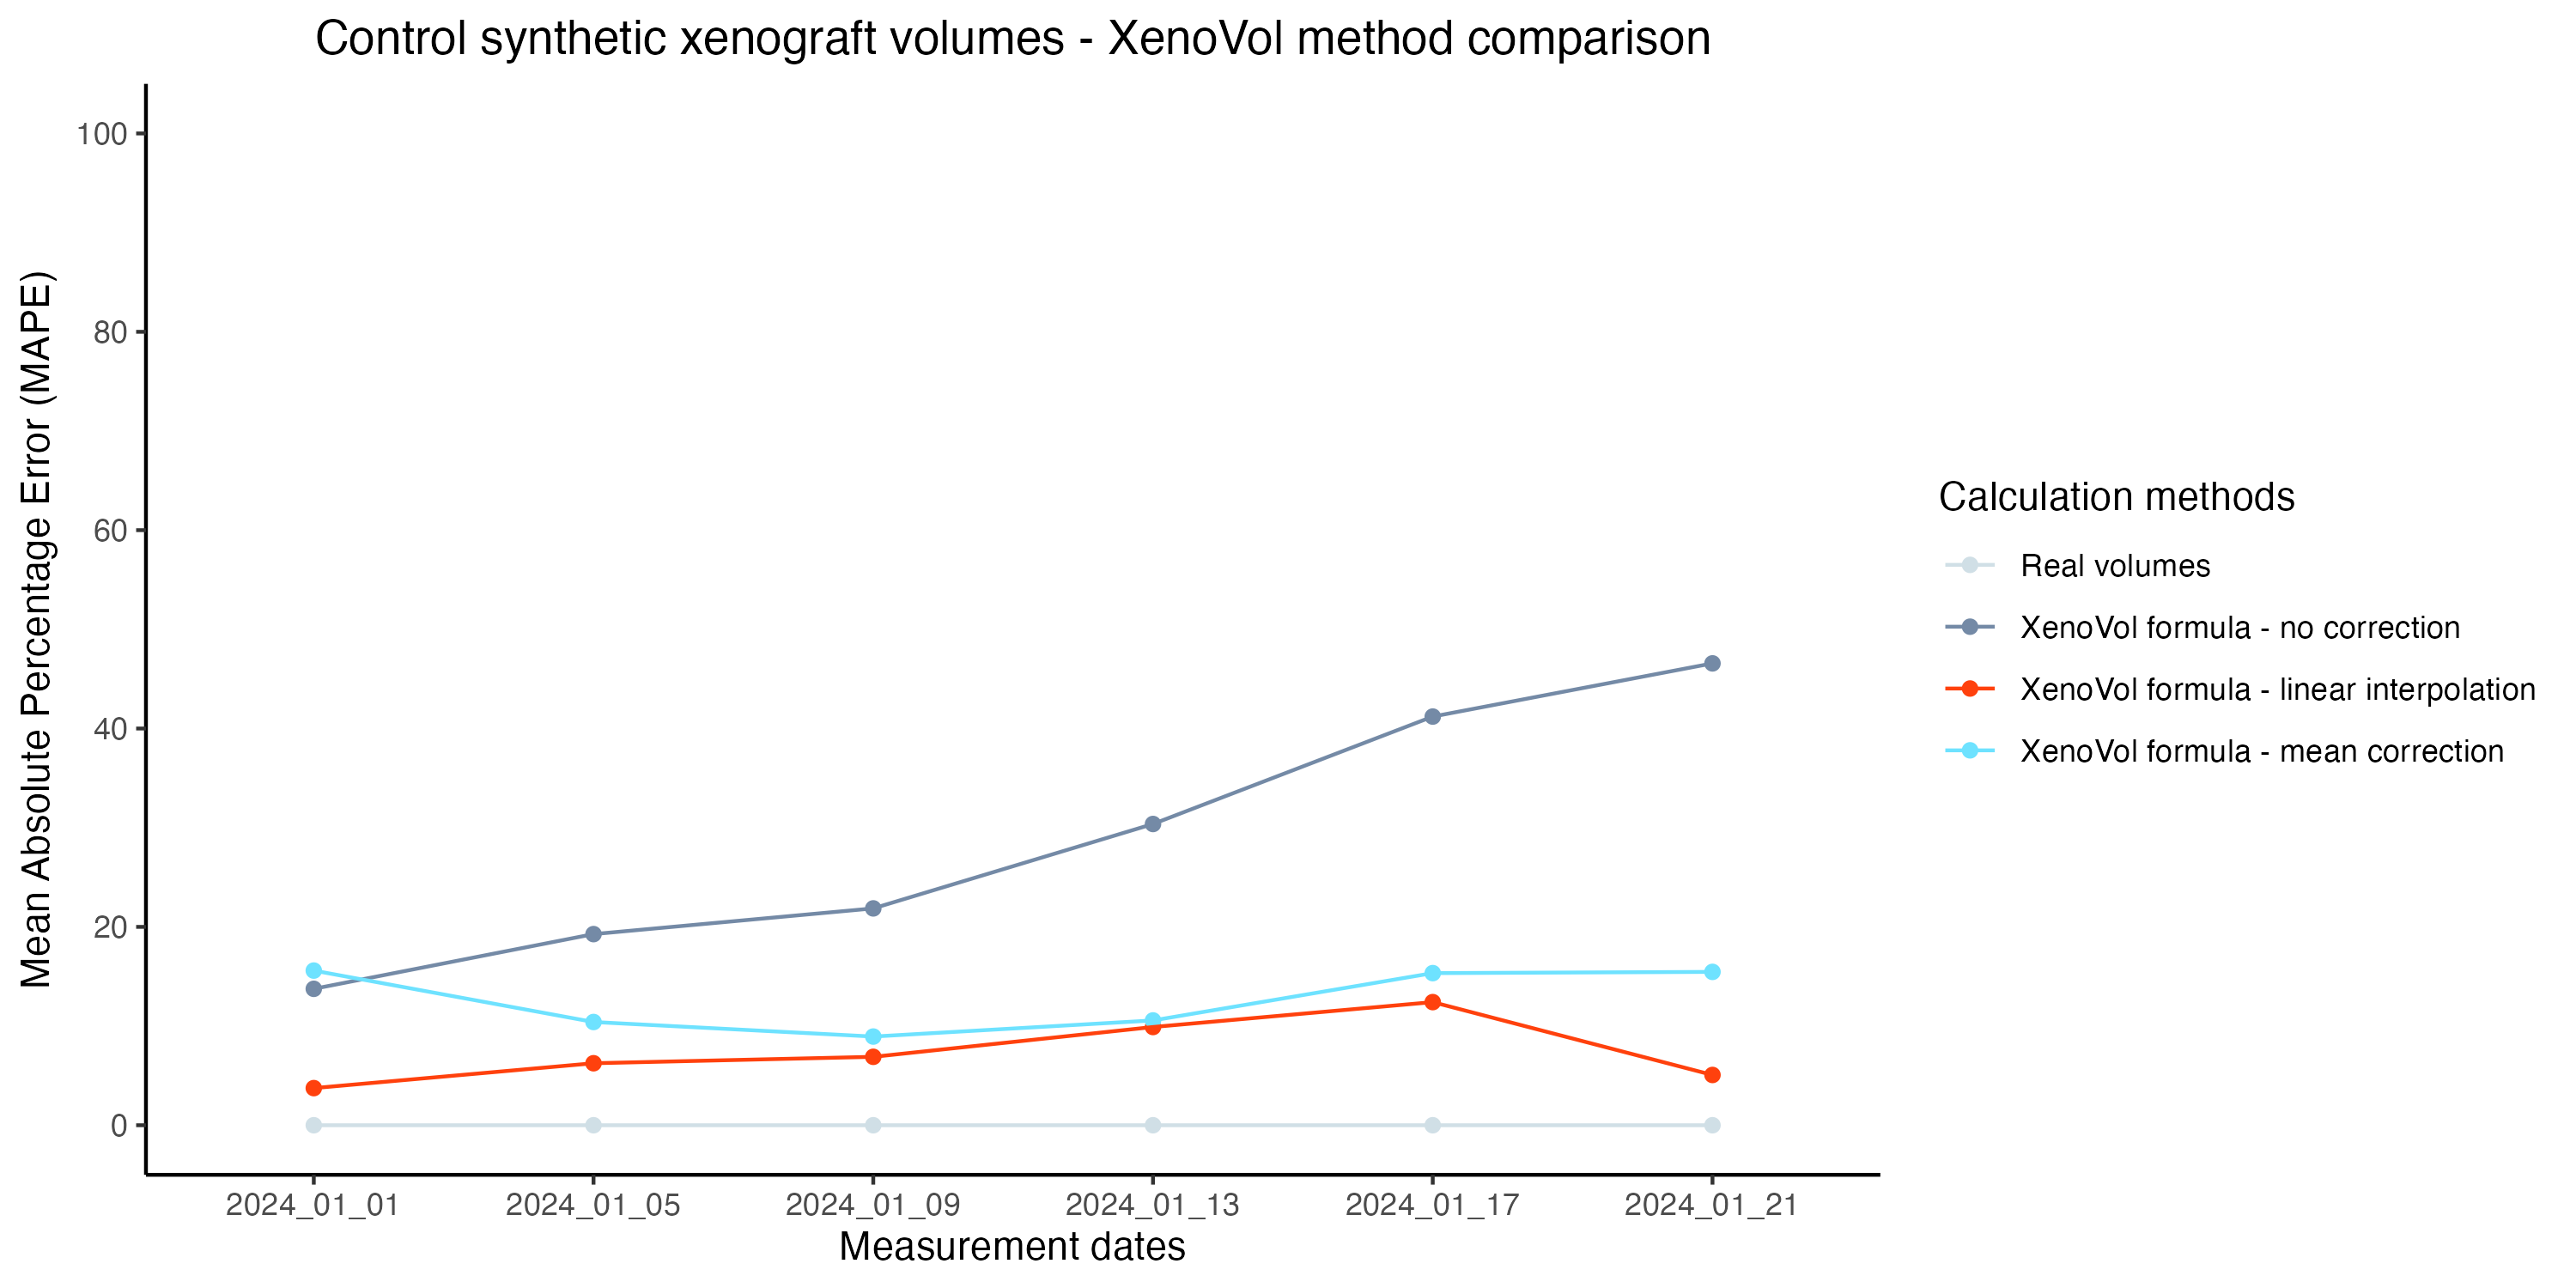 Control synthetic xenograft volumes - XenoVol method comparison
Mean Absolute Percentage Error (MAPE)
100
80
60
40
20
0
2024_01_01 2024_01_05 2024_01_09 2024_01_13 2024_01_17 2024_01_21
Measurement dates
Calculation methods
Real volumes
XenoVol formula - no correction
XenoVol formula - linear interpolation
XenoVol formula - mean correction